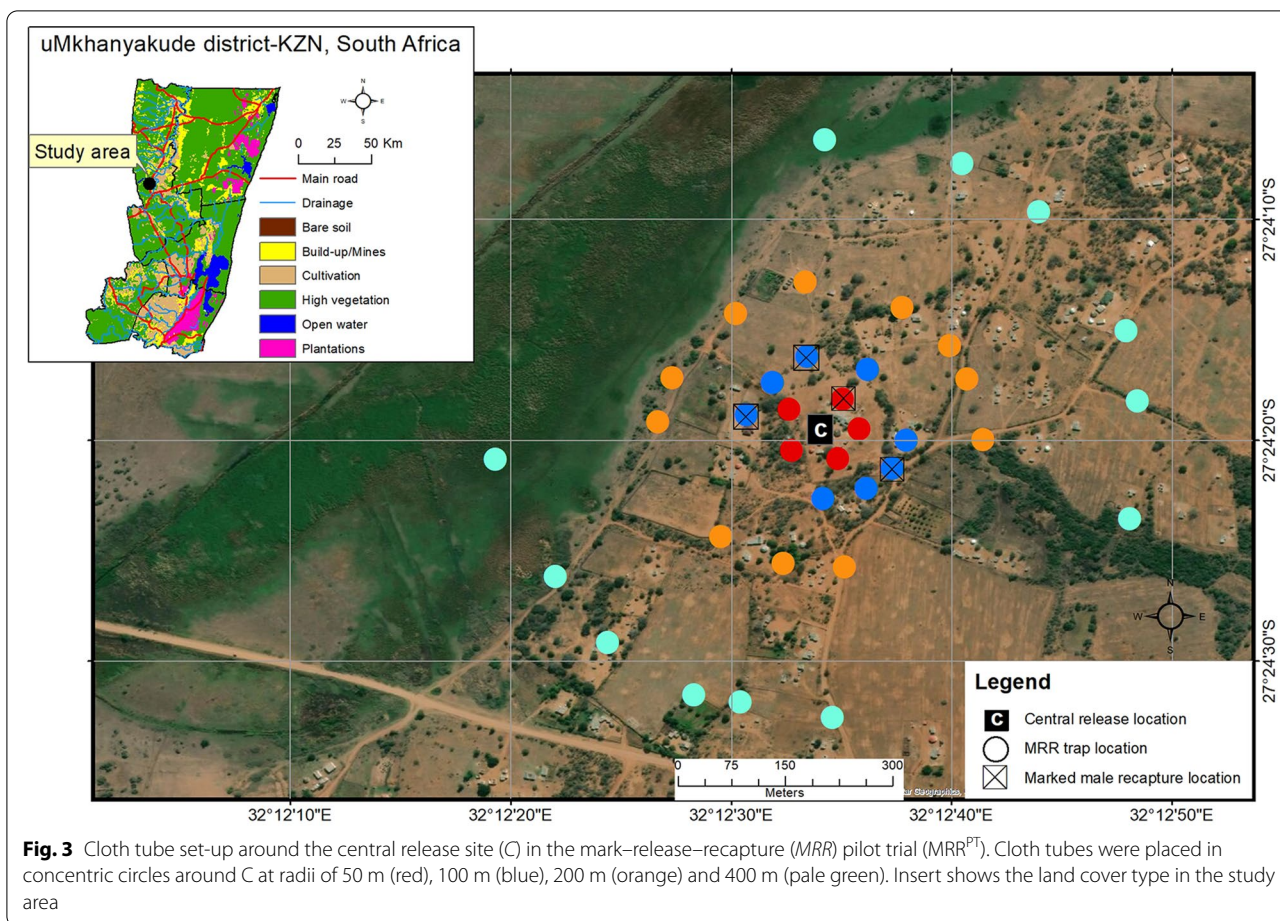 uMkhanyakude district-KZN, South Africa
N
W E
S
0 25 50 Km
Study area
Main road
Drainage
Bare soil
Build-up/Mines
Cultivation
High vegetation
Open water
Plantations
27°24'10"S
27°24'20"S
27°24'30"S
C
N
W E
S
Legend
C Central release location
MRR trap location
Marked male recapture location
0 75 150 300
Meters
Geographics,
32°12'10"E
32°12'20"E
32°12'30"E
32°12'40"E
32°12'50"E
Fig. 3 Cloth tube set-up around the central release site (C) in the mark–release–recapture (MRR) pilot trial (MRRPT). Cloth tubes were placed in
concentric circles around C at radii of 50 m (red), 100 m (blue), 200 m (orange) and 400 m (pale green). Insert shows the land cover type in the study
area